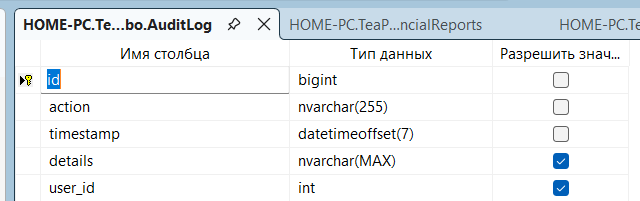 HOME-PC.Te...bo.AuditLog HOME-PC.TeaP...ncialReports HOME-PC.Te
Имя столбца Тип данных Разрешить знач...
id bigint
action nvarchar(255)
timestamp datetimeoffset(7)
details nvarchar(MAX)
user_id int